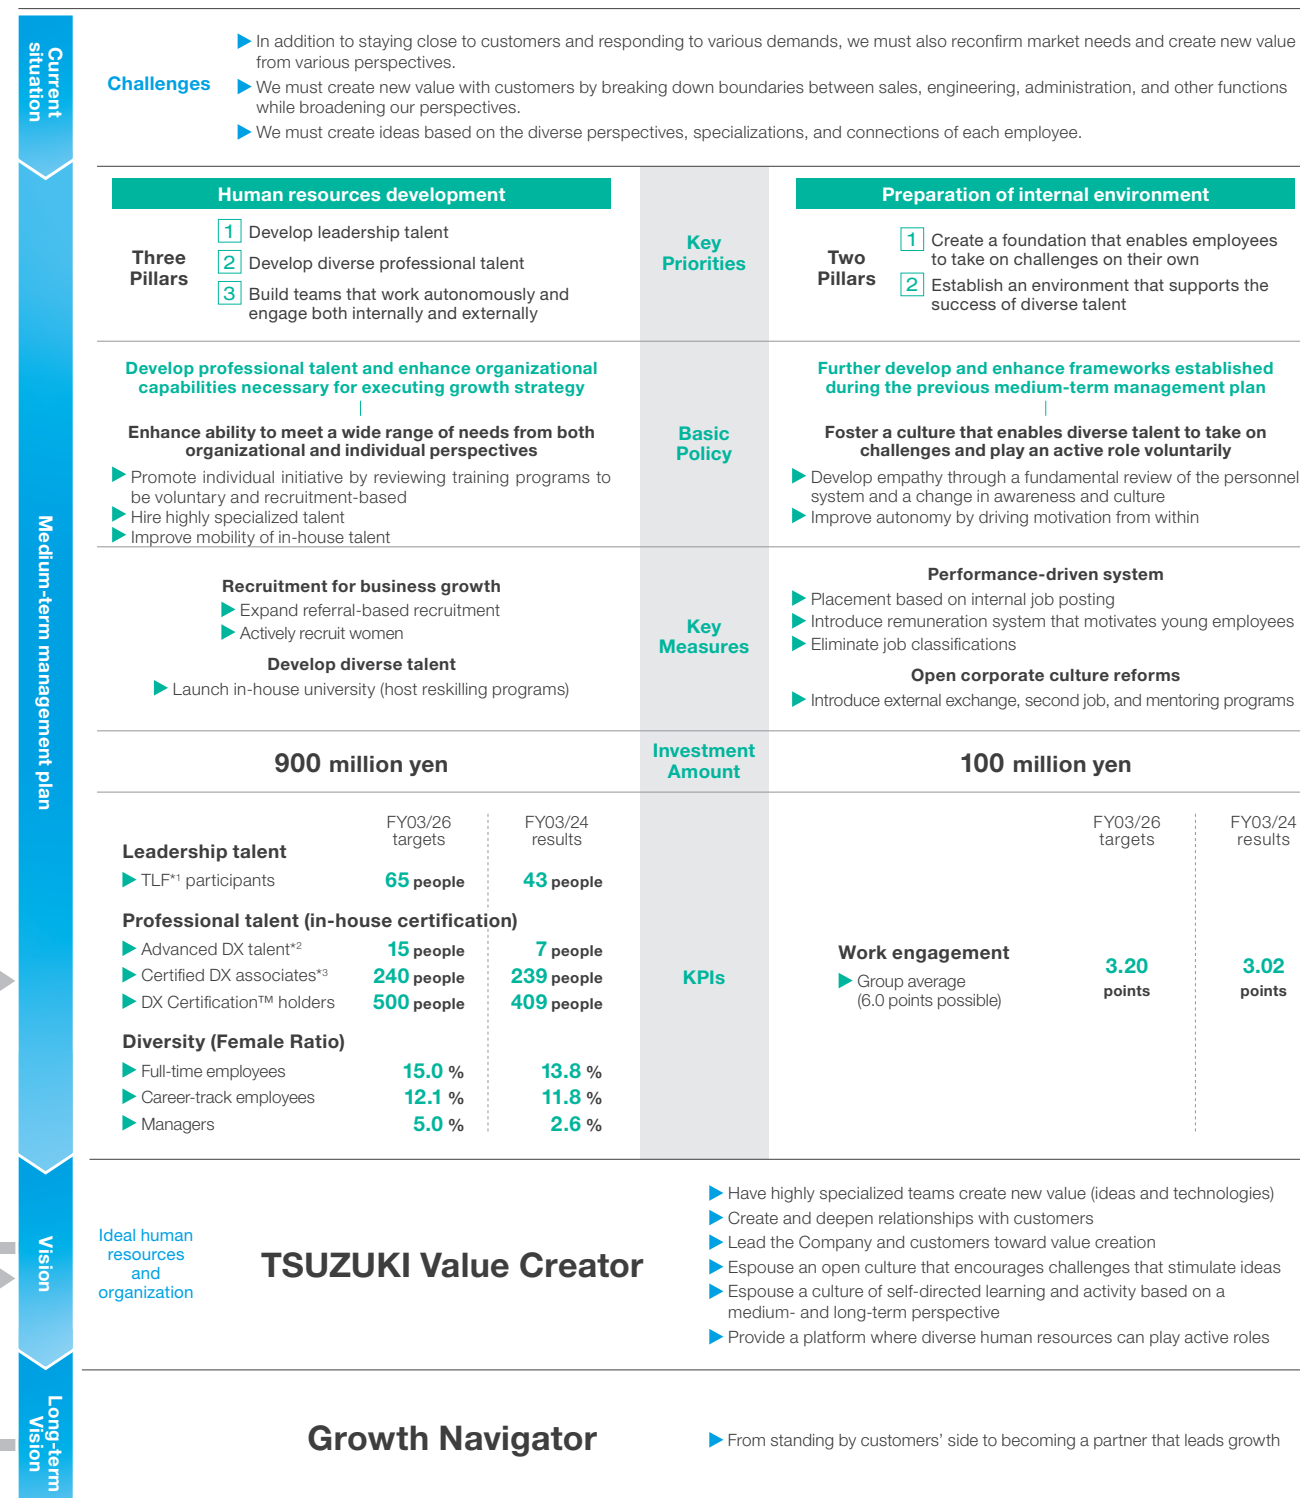 Current
situation
Challenges
▶ In addition to staying close to customers and responding to various demands, we must also reconfirm market needs and create new value
from various perspectives.
▶ We must create new value with customers by breaking down boundaries between sales, engineering, administration, and other functions
while broadening our perspectives.
▶ We must create ideas based on the diverse perspectives, specializations, and connections of each employee.
Medium-term management plan
Human resources development
Three
Pillars
1 Develop leadership talent
2 Develop diverse professional talent
3 Build teams that work autonomously and
engage both internally and externally
Key
Priorities
Preparation of internal environment
Two
Pillars
1 Create a foundation that enables employees
to take on challenges on their own
2 Establish an environment that supports the
success of diverse talent
Develop professional talent and enhance organizational
capabilities necessary for executing growth strategy
Enhance ability to meet a wide range of needs from both
organizational and individual perspectives
▶ Promote individual initiative by reviewing training programs to
be voluntary and recruitment-based
▶ Hire highly specialized talent
▶ Improve mobility of in-house talent
Basic
Policy
Further develop and enhance frameworks established
during the previous medium-term management plan
Foster a culture that enables diverse talent to take on
challenges and play an active role voluntarily
▶ Develop empathy through a fundamental review of the personnel
system and a change in awareness and culture
▶ Improve autonomy by driving motivation from within
Recruitment for business growth
▶ Expand referral-based recruitment
▶ Actively recruit women
Develop diverse talent
▶ Launch in-house university (host reskilling programs)
Key
Measures
Performance-driven system
▶ Placement based on internal job posting
▶ Introduce remuneration system that motivates young employees
▶ Eliminate job classifications
Open corporate culture reforms
▶ Introduce external exchange, second job, and mentoring programs
900 million yen
Investment
Amount
100 million yen
FY03/26
targets
FY03/24
results
Leadership talent
▶ TLF*1 participants 65 people 43 people
Professional talent (in-house certification)
▶ Advanced DX talent*2 15 people 7 people
▶ Certified DX associates*3 240 people 239 people
▶ DX Certification™ holders 500 people 409 people
Diversity (Female Ratio)
▶ Full-time employees 15.0 % 13.8 %
▶ Career-track employees 12.1 % 11.8 %
▶ Managers 5.0 % 2.6 %
KPIs
FY03/26
targets
FY03/24
results
Work engagement
▶ Group average
(6.0 points possible)
3.20
points
3.02
points
Vision
Ideal human
resources
and
organization
TSUZUKI Value Creator
▶ Have highly specialized teams create new value (ideas and technologies)
▶ Create and deepen relationships with customers
▶ Lead the Company and customers toward value creation
▶ Espouse an open culture that encourages challenges that stimulate ideas
▶ Espouse a culture of self-directed learning and activity based on a
medium- and long-term perspective
▶ Provide a platform where diverse human resources can play active roles
Long-term
Vision
Growth Navigator
▶ From standing by customers’ side to becoming a partner that leads growth